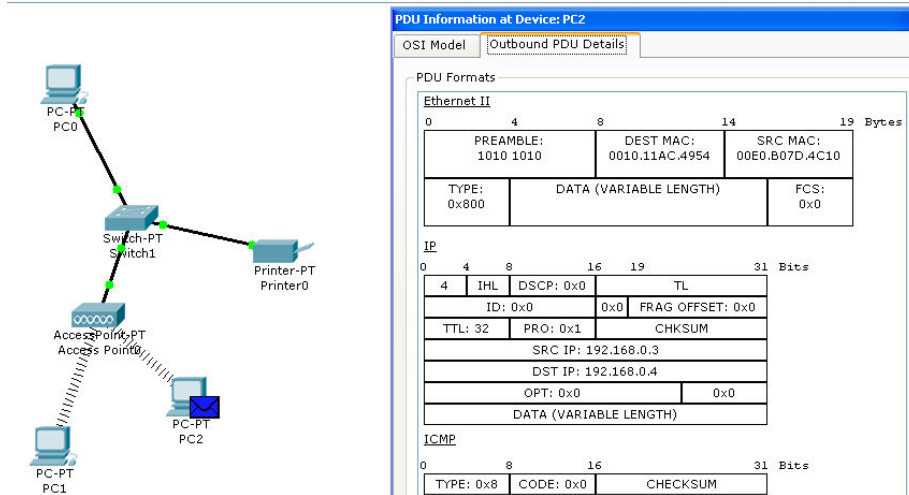 PC-PT
PC0
Switch-PT
Switch1
Printer-PT
Printer0
AccessPoint-PT
Access Point0
PC-PT
PC2
PC-PT
PC1
PDU Information at Device: PC2
OSI Model
Outbound PDU Details
PDU Formats
Ethernet II
0 4 8 14 19 Bytes
PREAMBLE:
1010 1010
DEST MAC:
0010.11AC.4954
SRC MAC:
00E0.B07D.4C10
TYPE:
0x800
DATA (VARIABLE LENGTH)
FCS:
0x0
IP
0 4 8 16 19 31 Bits
4 IHL DSCP: 0x0 TL
ID: 0x0 0x0 FRAG OFFSET: 0x0
TTL: 32 PRO: 0x1 CHKSUM
SRC IP: 192.168.0.3
DST IP: 192.168.0.4
OPT: 0x0 0x0
DATA (VARIABLE LENGTH)
ICMP
0 8 16 31 Bits
TYPE: 0x8 CODE: 0x0 CHECKSUM